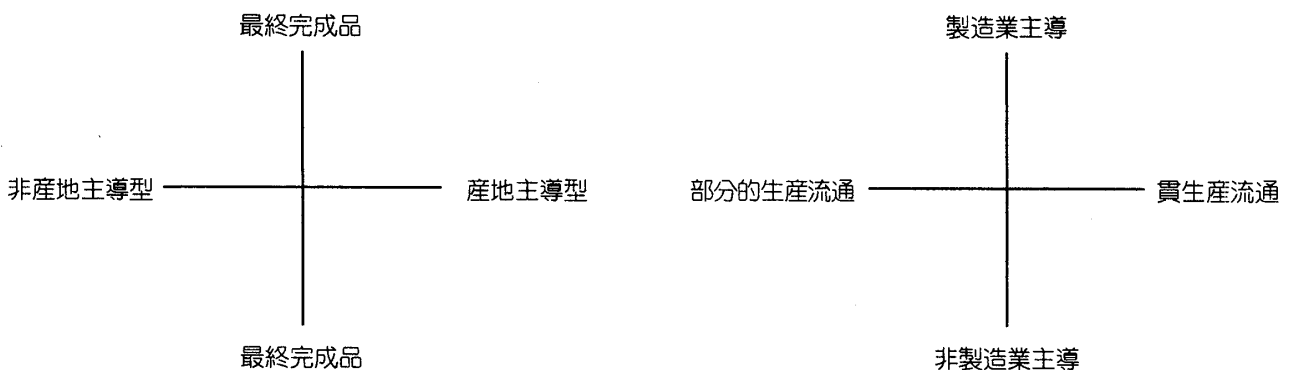 最終完成品
非産地主導型
産地主導型
最終完成品
製造業主導
部分的生産流通
貫生産流通
非製造業主導